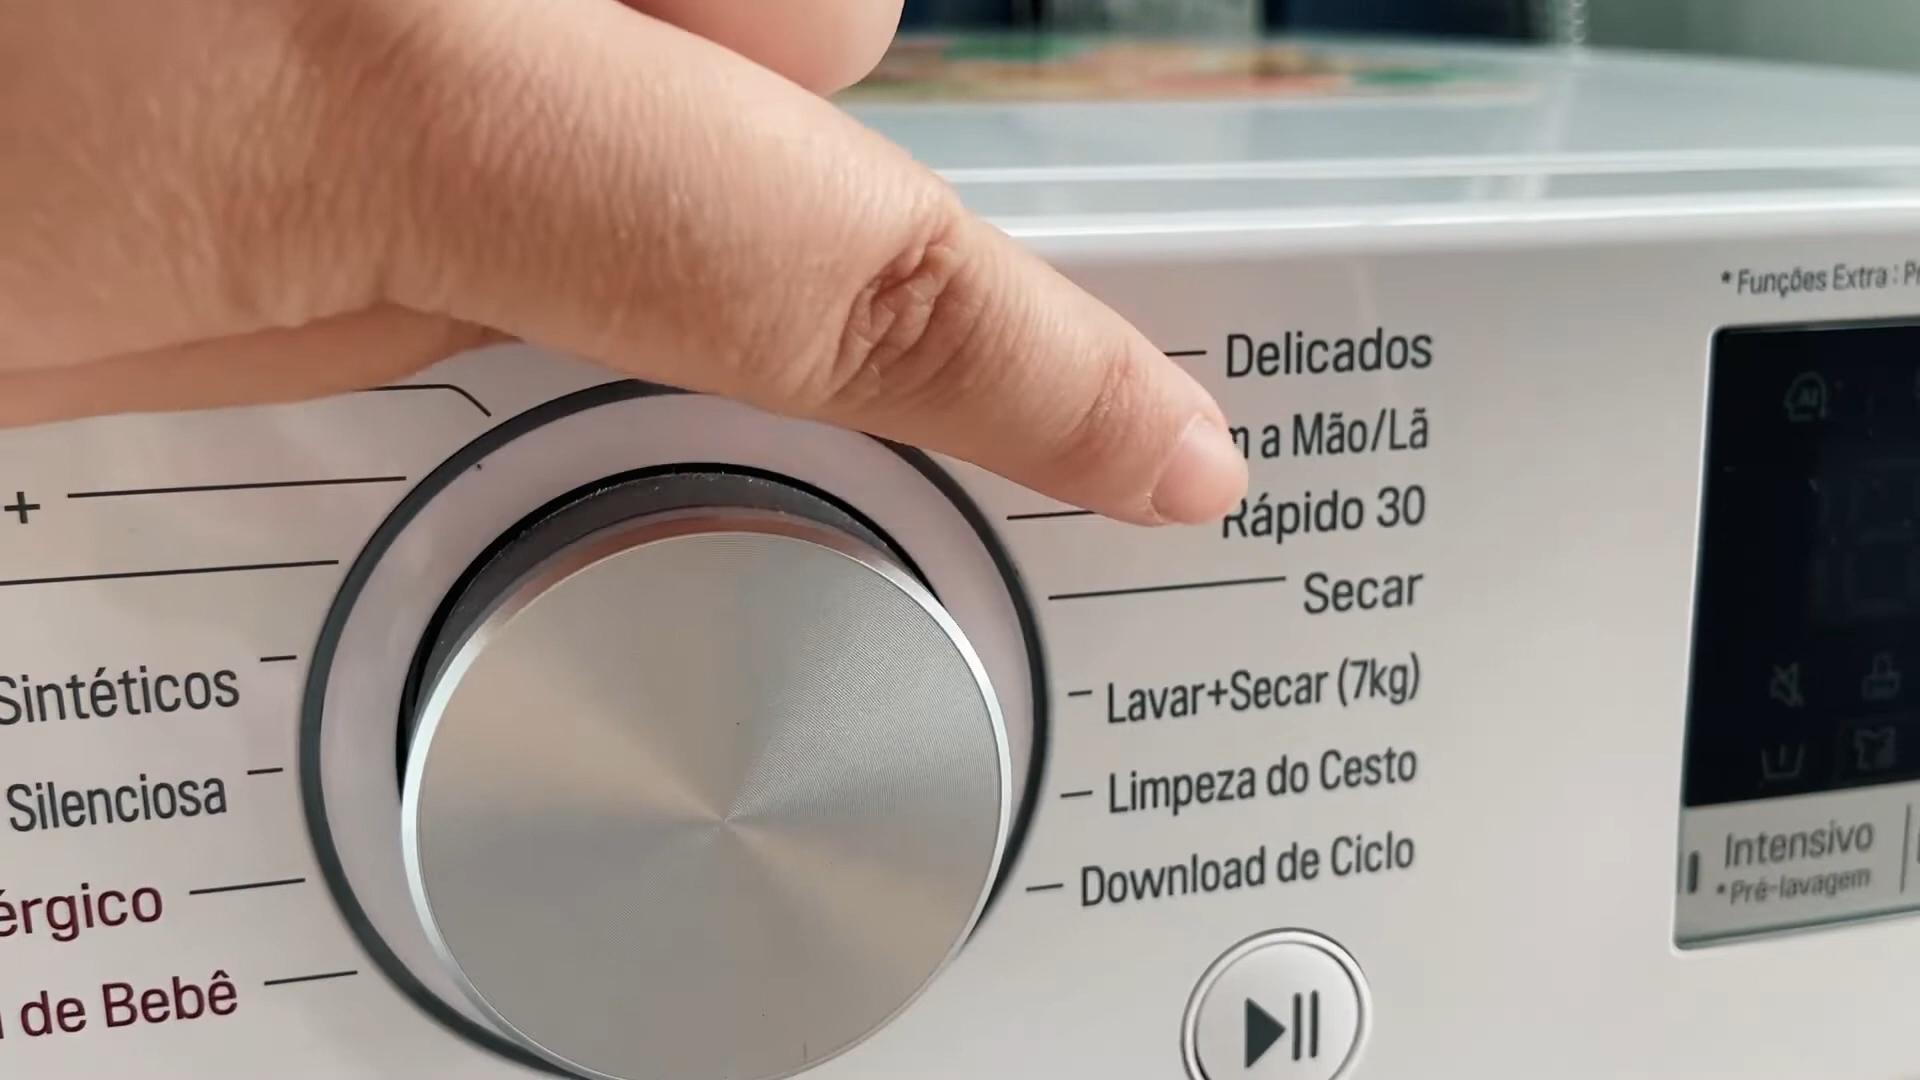 * Funções Extra :
Delicados
a Mão/Lã
Rápido 30
Secar
Lavar+Secar (7kg)
Limpeza do Cesto
Download de Ciclo
+
Sintéticos
Silenciosa
érgico
de Bebê
AI
Intensivo
* Pré-lavagem